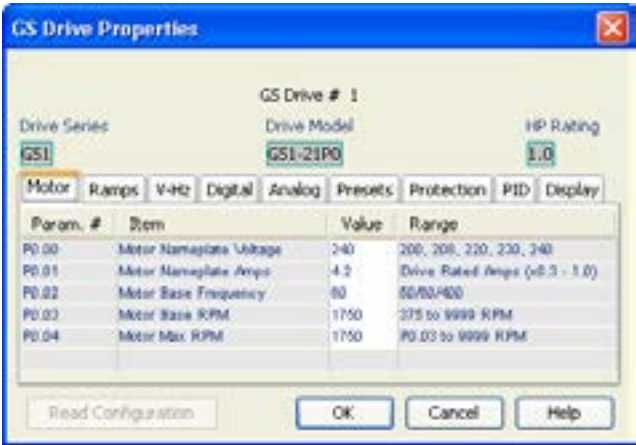 GS Drive Properties
GS Drive # 1
Drive Series Drive Model HP Rating
GS1 GS1-21P0 1.0
Motor Ramps V-Hz Digital Analog Presets Protection PID Display
Param. # Item Value Range
P0.00 Motor Nameplate Voltage 240 200, 208, 220, 230, 240
P0.01 Motor Nameplate Amps 4.2 Drive Rated Amps (x0.3 - 1.0)
P0.02 Motor Base Frequency 60 50/60/400
P0.03 Motor Base RPM 1750 375 to 9999 RPM
P0.04 Motor Max RPM 1750 P0.03 to 9999 RPM
Read Configuration OK Cancel Help